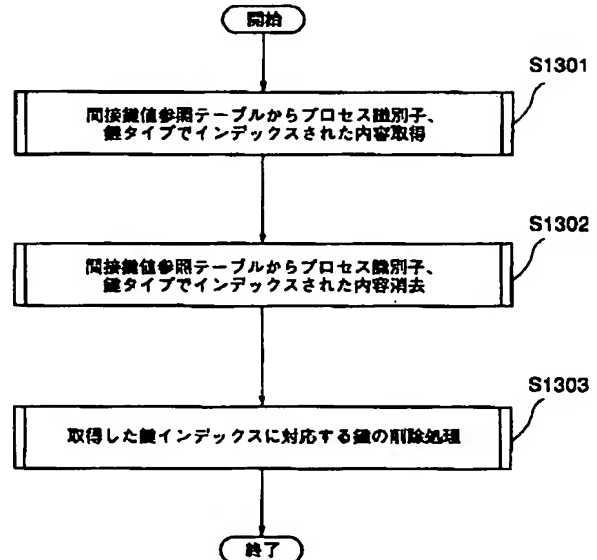 開始
S1301
間接鍵値参照テーブルからプロセス識別子、
鍵タイプでインデックスされた内容取得
S1302
間接鍵値参照テーブルからプロセス識別子、
鍵タイプでインデックスされた内容消去
S1303
取得した鍵インデックスに対応する鍵の削除処理
終了